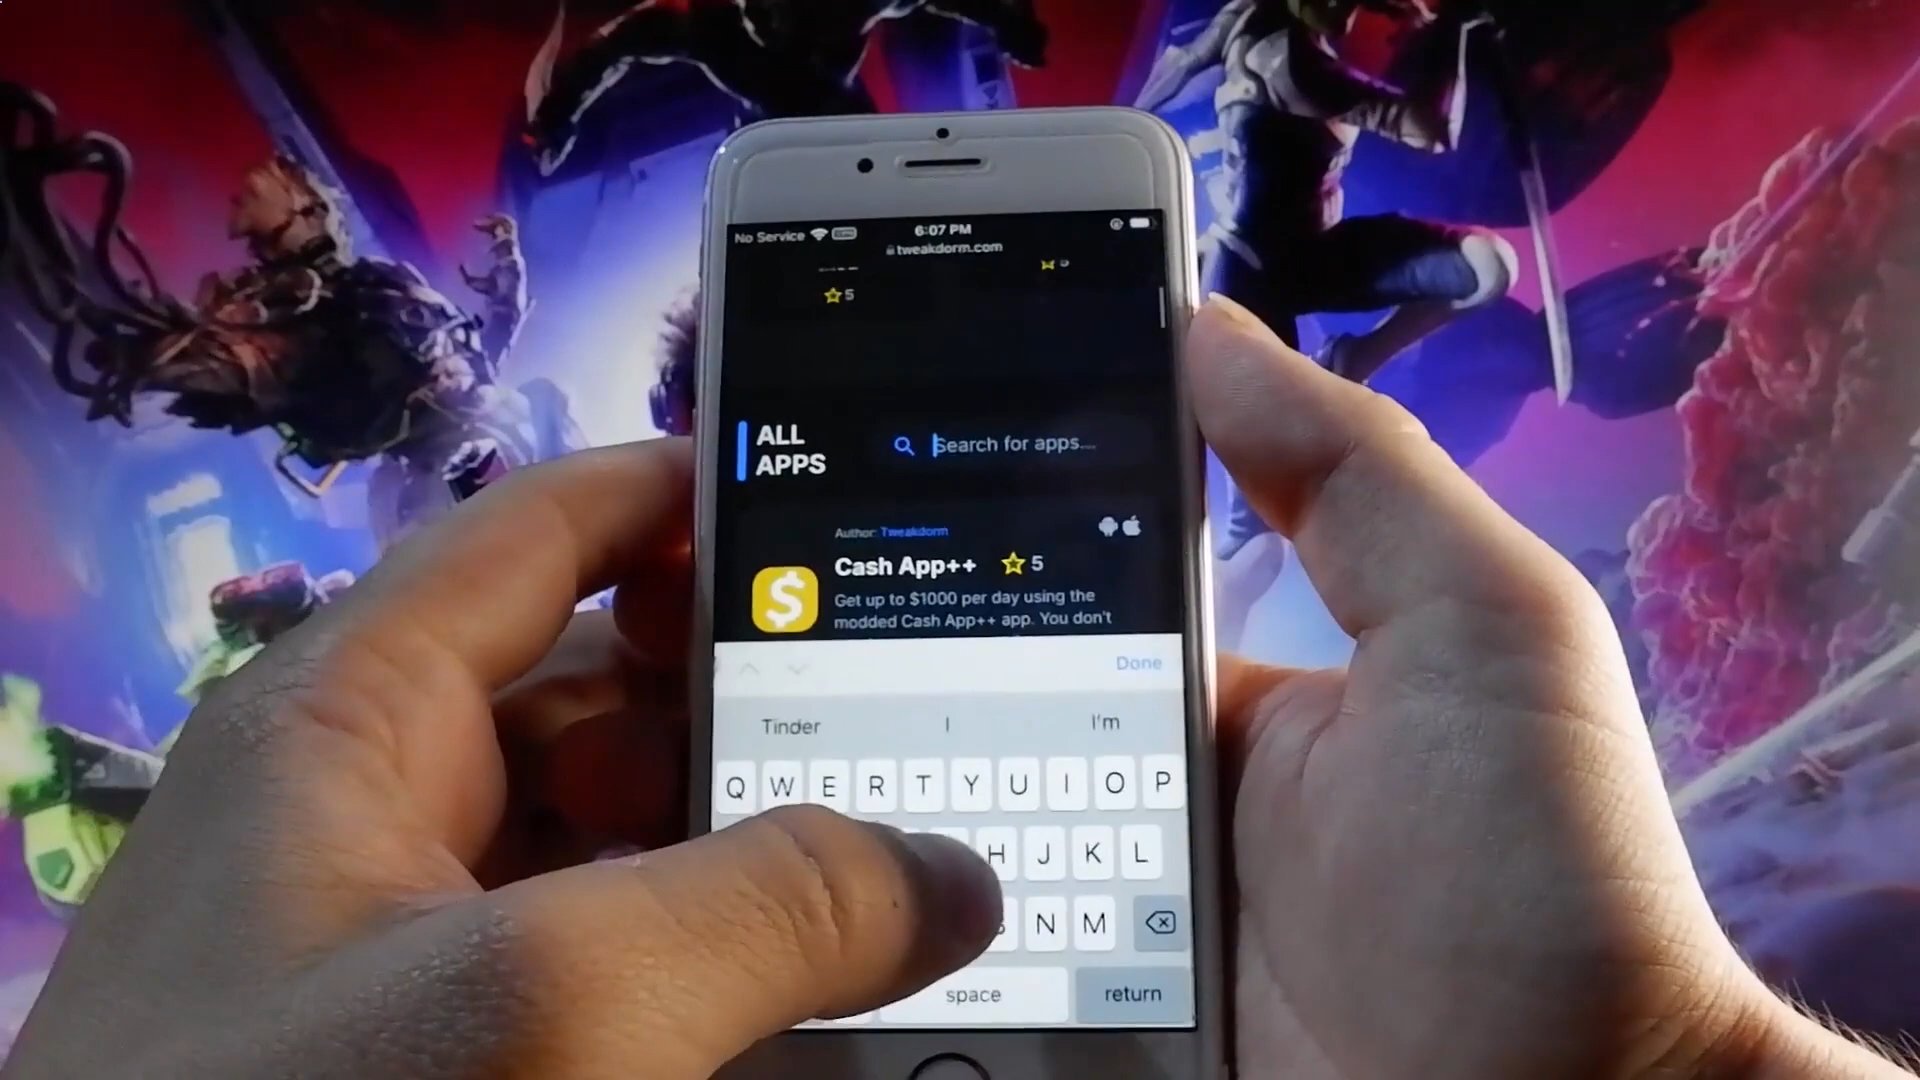 No Service 6:07 PM
tweakdorm.com
5
5
ALL
APPS
Search for apps...
Author: Tweakdorm
Cash App++ 5
Get up to $1000 per day using the
modded Cash App++ app. You don't
Done
Tinder I I'm
Q W E R T Y U I O P
H J K L
N M
space return